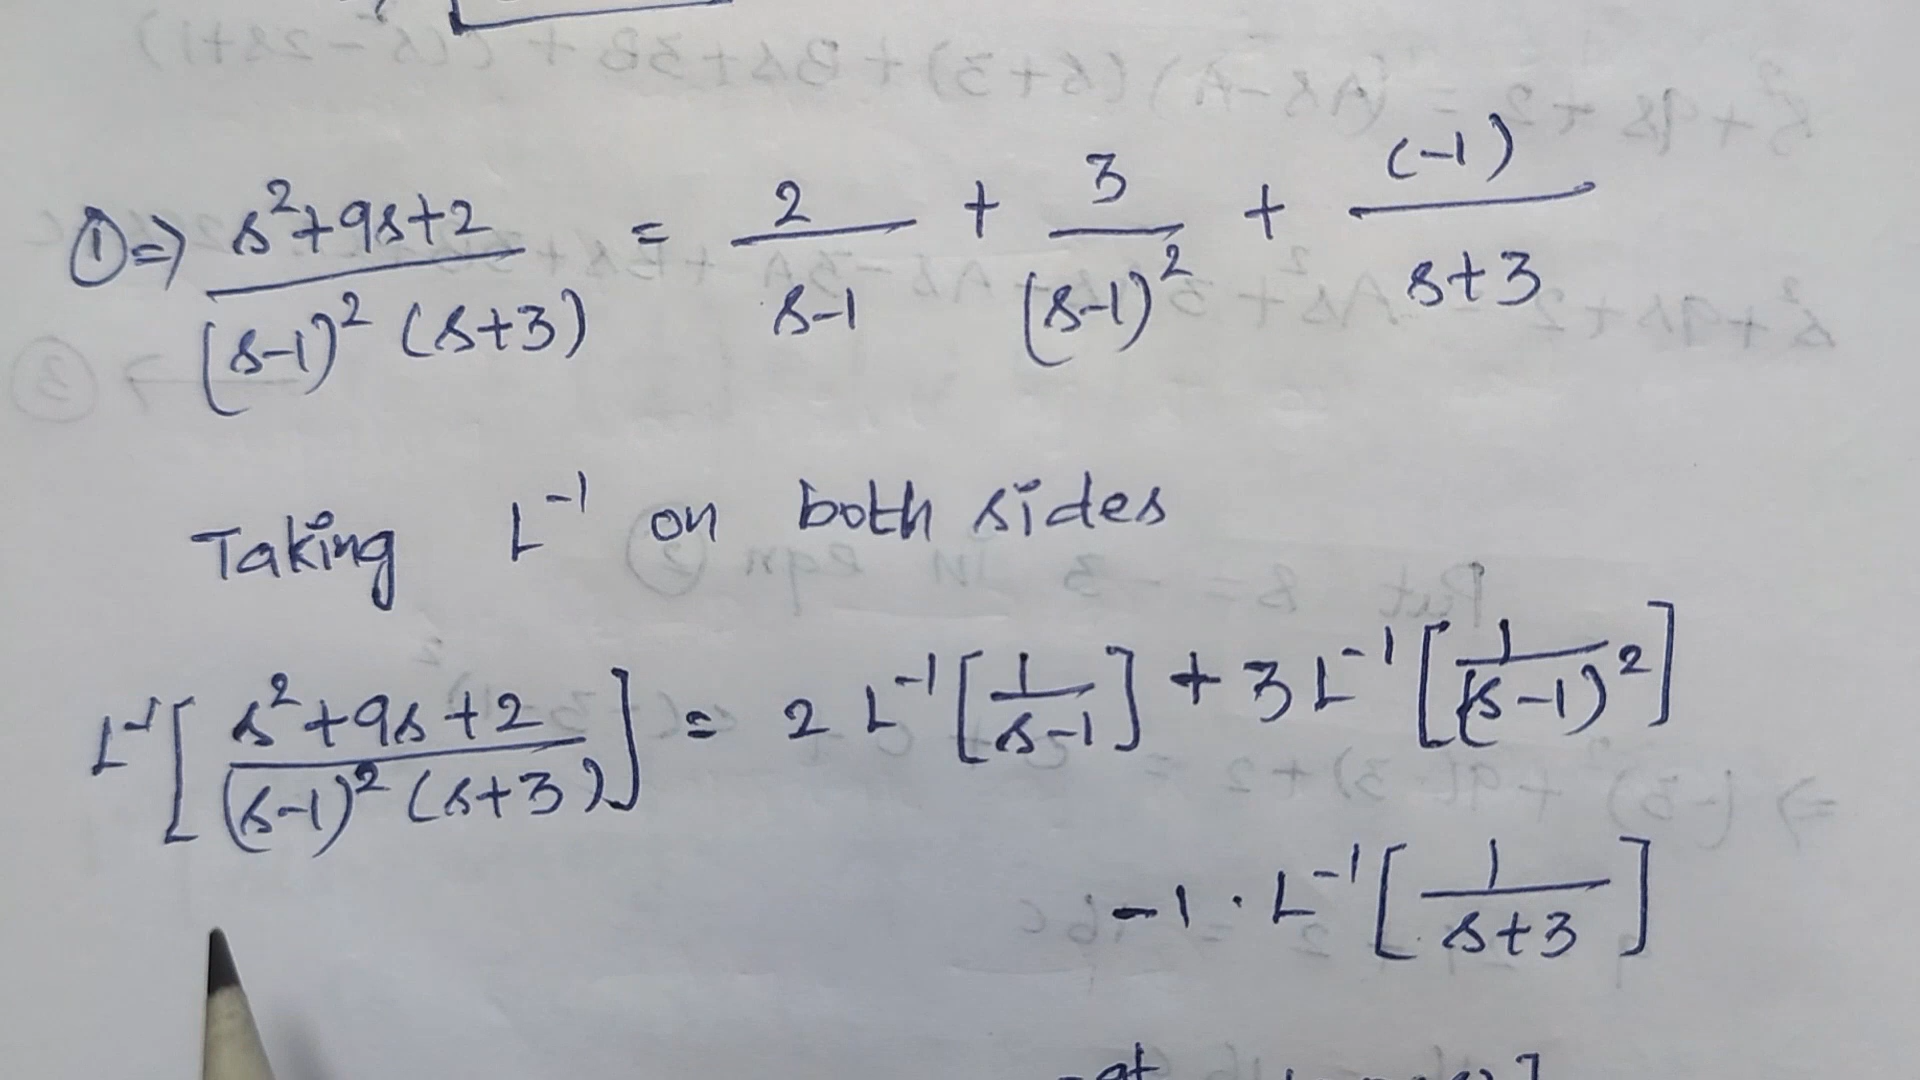 ① ⇒ s²+9s+2 / (s-1)² (s+3) = 2 / s-1 + 3 / (s-1)² + (-1) / s+3
Taking L⁻¹ on both sides
L⁻¹[ s²+9s+2 / (s-1)² (s+3) ] = 2 L⁻¹[ 1 / s-1 ] + 3 L⁻¹[ 1 / (s-1)² ]
-1 · L⁻¹[ 1 / s+3 ]